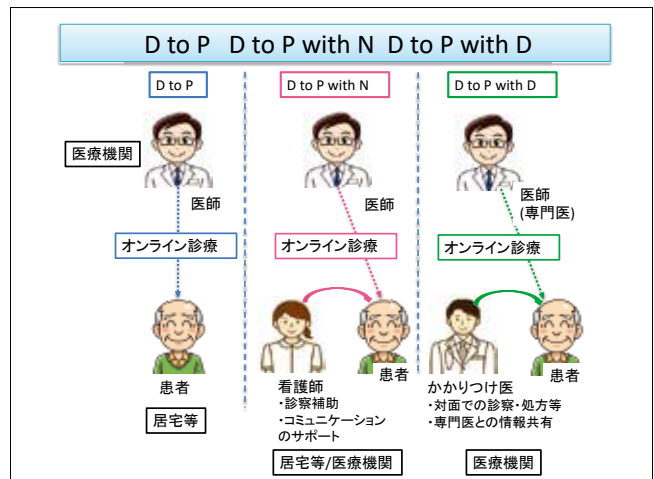 D to P D to P with N D to P with D
D to P
医療機関
医師
オンライン診療
患者
居宅等
D to P with N
医師
オンライン診療
患者
看護師
・診察補助
・コミュニケーション
のサポート
居宅等/医療機関
D to P with D
医師
(専門医)
オンライン診療
患者
かかりつけ医
・対面での診察・処方等
・専門医との情報共有
医療機関